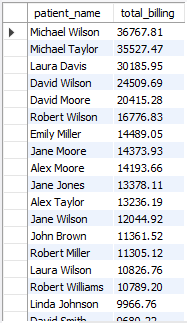 patient_name total_billing
Michael Wilson 36767.81
Michael Taylor 35527.47
Laura Davis 30185.95
David Wilson 24509.69
David Moore 20415.28
Robert Wilson 16776.83
Emily Miller 14489.05
Jane Moore 14373.93
Alex Moore 14193.66
Jane Jones 13378.11
Alex Taylor 13236.19
Jane Wilson 12044.92
John Brown 11361.52
Robert Miller 11305.12
Laura Wilson 10826.76
Robert Williams 10789.20
Linda Johnson 9966.76
David Smith 9680.22